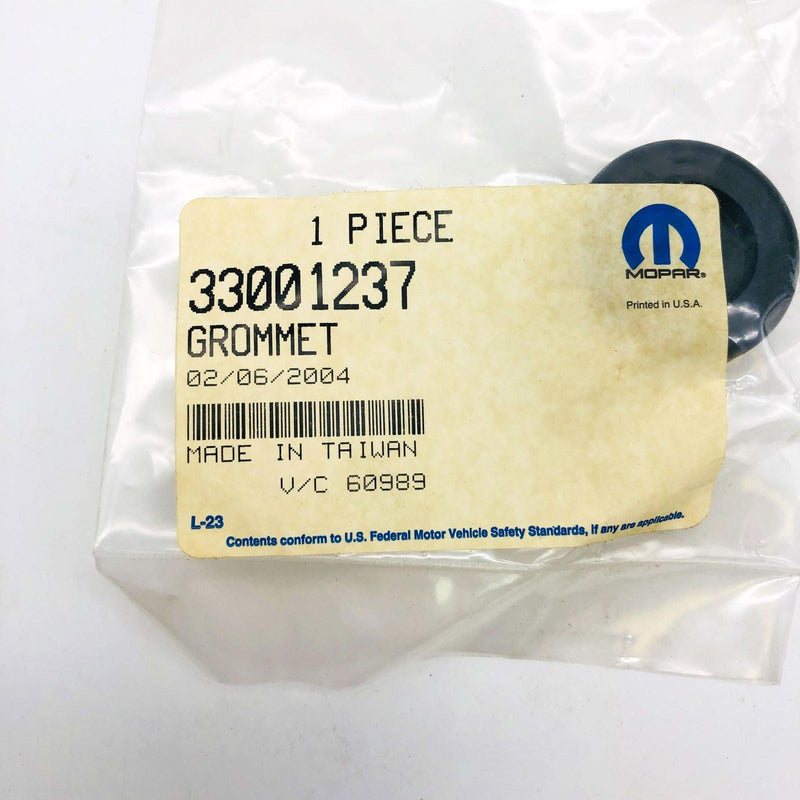 1 PIECE
33001237
GROMMET
02/06/2004
MADE IN TAIWAN
V/C 60989
MOPAR®
Printed in U.S.A.
L-23
Contents conform to U.S. Federal Motor Vehicle Safety Standards, if any are applicable.